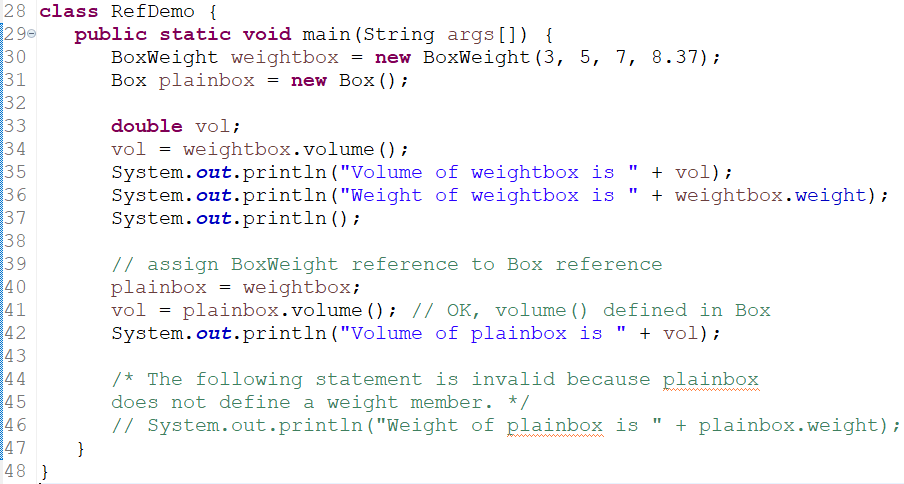 28 class RefDemo {
29 public static void main(String args[]) {
30 BoxWeight weightbox = new BoxWeight(3, 5, 7, 8.37);
31 Box plainbox = new Box();
32
33 double vol;
34 vol = weightbox.volume();
35 System.out.println("Volume of weightbox is " + vol);
36 System.out.println("Weight of weightbox is " + weightbox.weight);
37 System.out.println();
38
39 // assign BoxWeight reference to Box reference
40 plainbox = weightbox;
41 vol = plainbox.volume(); // OK, volume() defined in Box
42 System.out.println("Volume of plainbox is " + vol);
43
44 /* The following statement is invalid because plainbox
45 does not define a weight member. */
46 // System.out.println("Weight of plainbox is " + plainbox.weight);
47 }
48 }